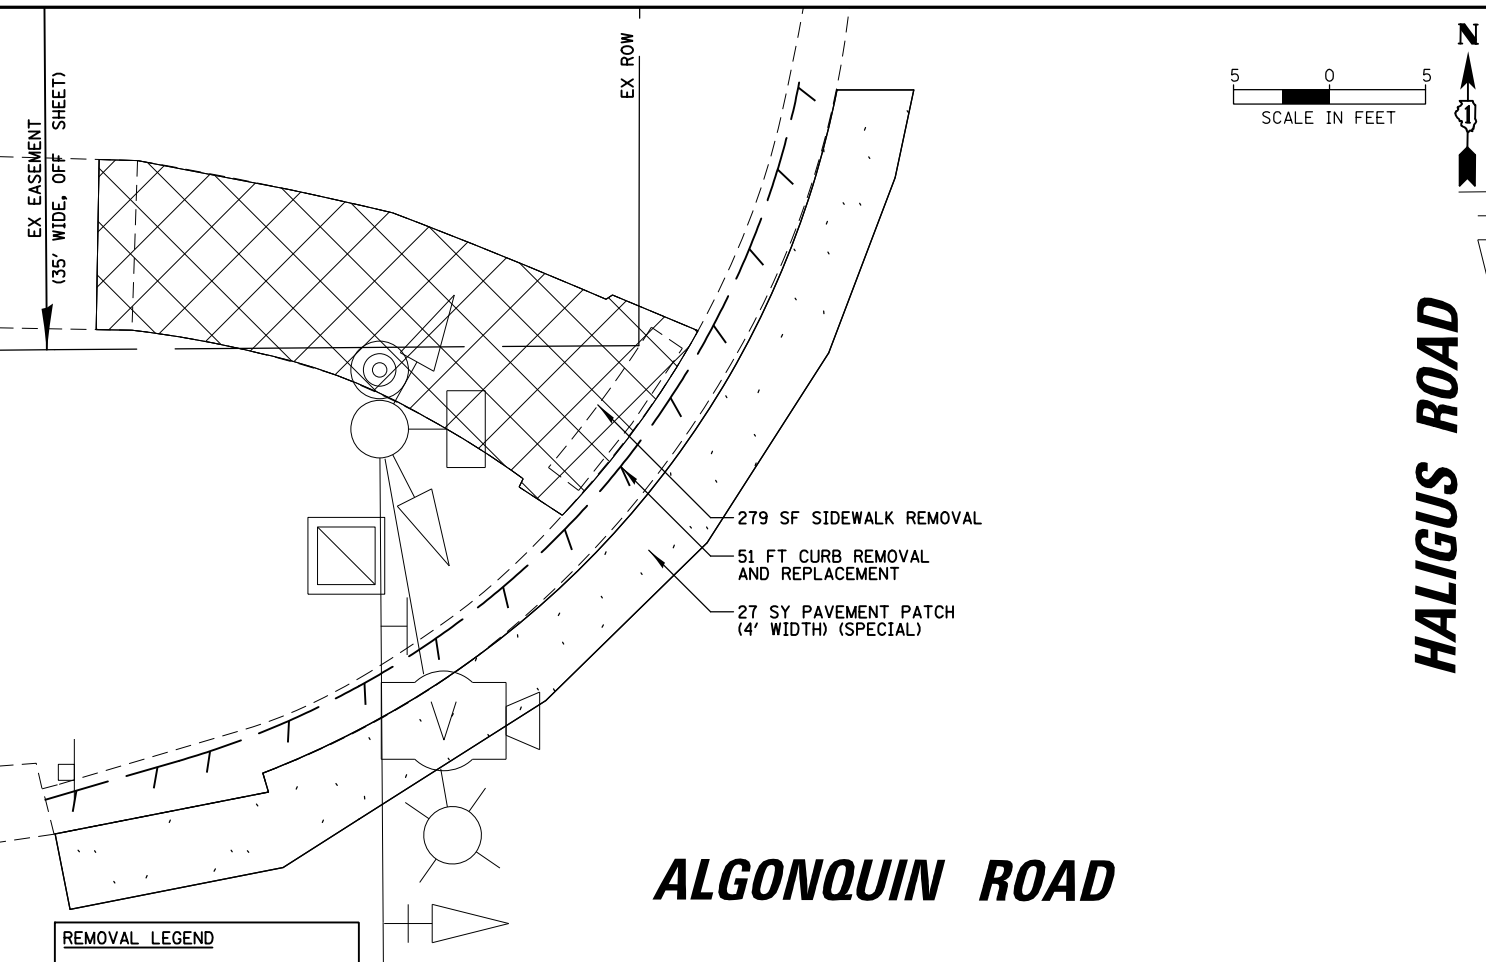 EX EASEMENT
(35' WIDE, OFF SHEET)
EX ROW
5 0 5
SCALE IN FEET
N
1
HALIGUS ROAD
279 SF SIDEWALK REMOVAL
51 FT CURB REMOVAL
AND REPLACEMENT
27 SY PAVEMENT PATCH
(4' WIDTH) (SPECIAL)
ALGONQUIN ROAD
REMOVAL LEGEND